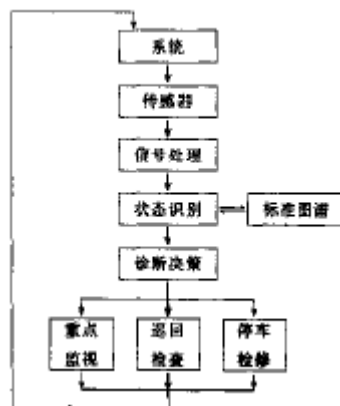 系统
传感器
信号处理
状态识别
标准图谱
诊断决策
重点
监视
巡回
检查
停车
检修